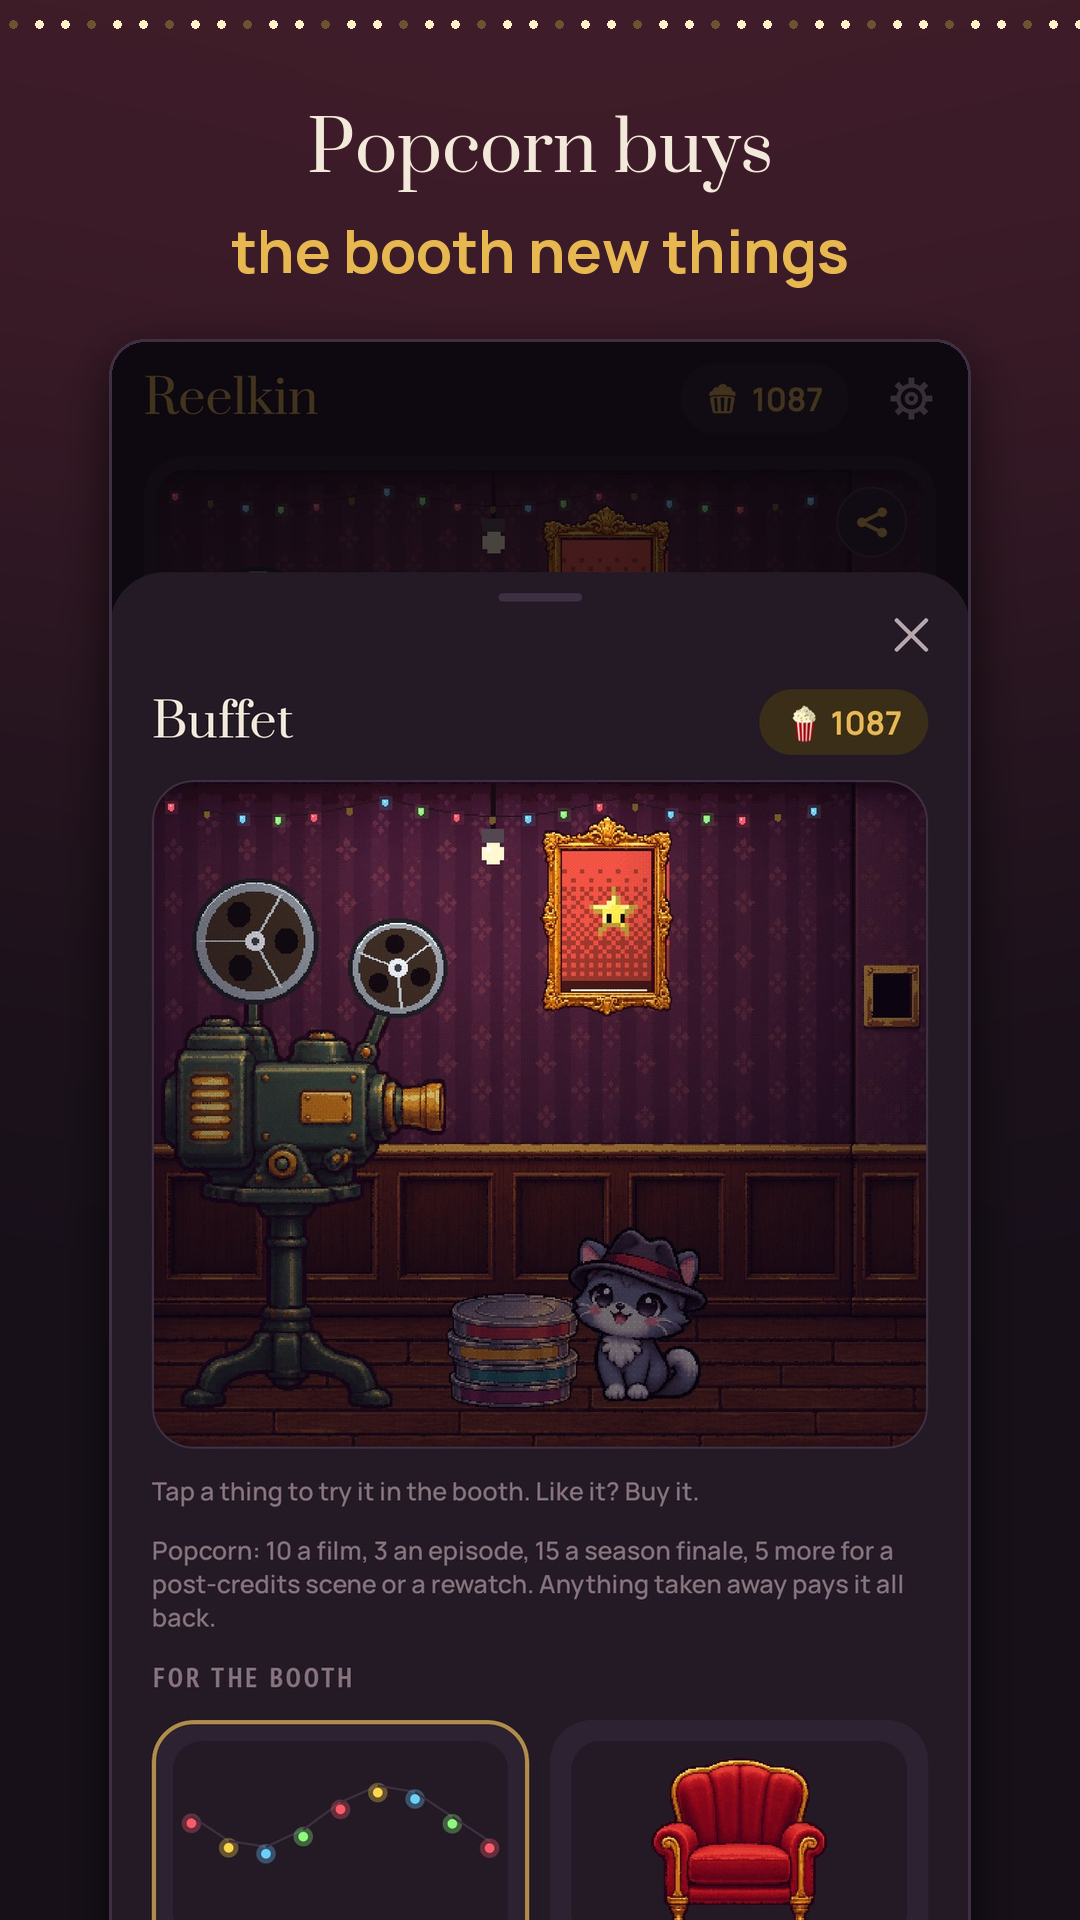 Popcorn buys
the booth new things
Reelkin
1087
Buffet
1087
Tap a thing to try it in the booth. Like it? Buy it.
Popcorn: 10 a film, 3 an episode, 15 a season finale, 5 more for a
post-credits scene or a rewatch. Anything taken away pays it all
back.
FOR THE BOOTH